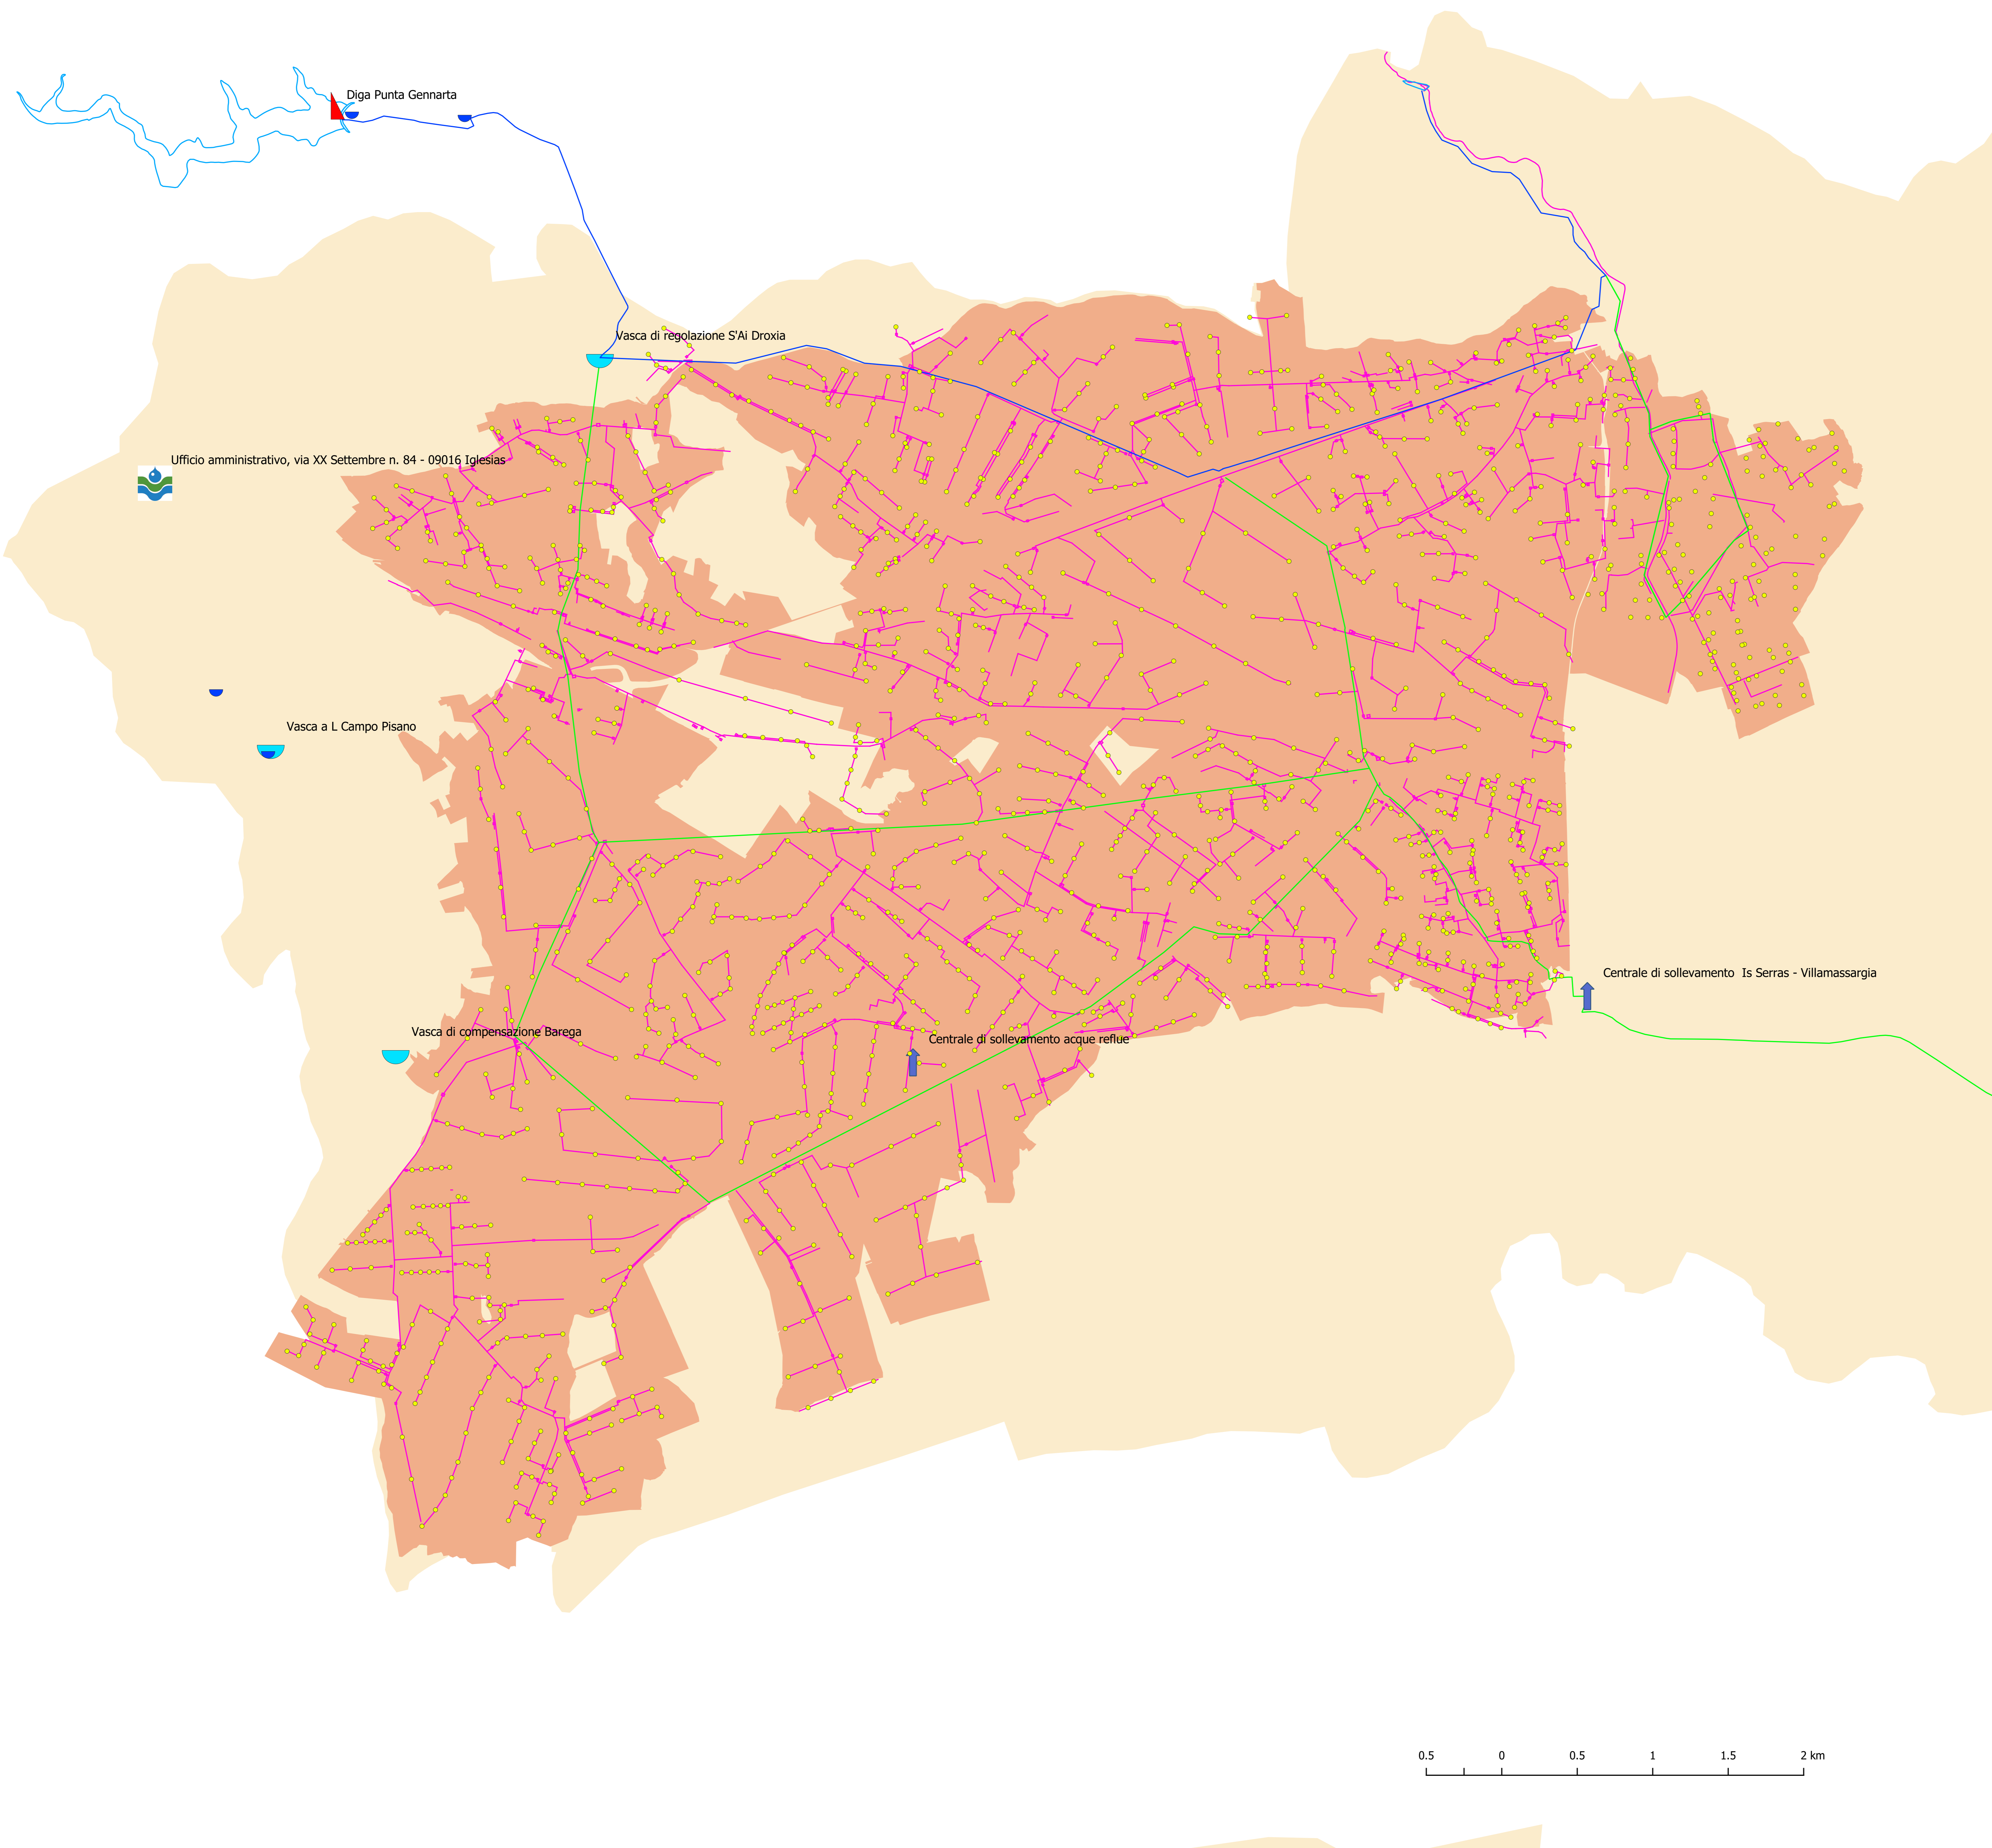 Diga Punta Gennarta
Vasca di regolazione S'Ai Droxia
Ufficio amministrativo, via XX Settembre n. 84 - 09016 Iglesias
Vasca a L Campo Pisano
Centrale di sollevamento  Is Serras - Villamassargia
Vasca di compensazione Barega
Centrale di sollevamento acque reflue
0.5 0 0.5 1 1.5 2 km